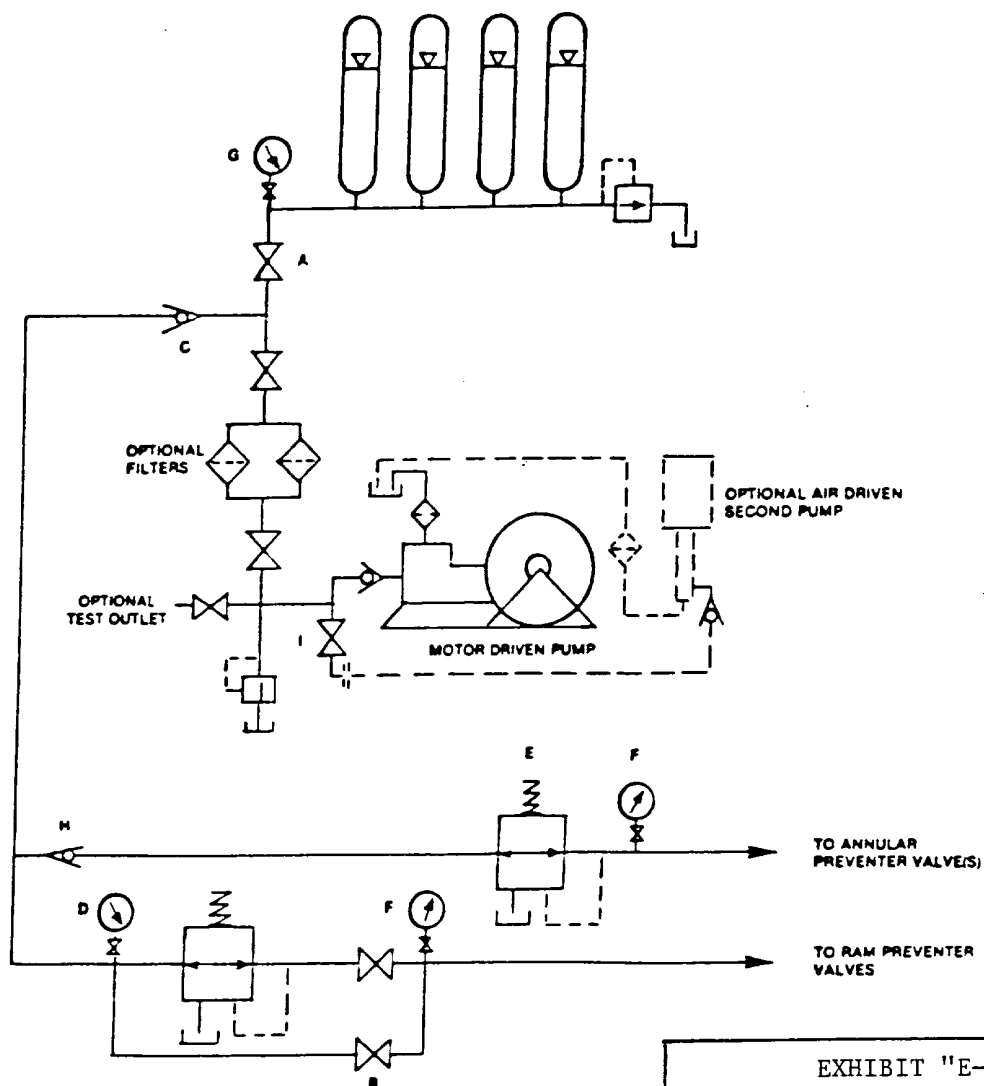 G
A
C
OPTIONAL
FILTERS
OPTIONAL AIR DRIVEN
SECOND PUMP
OPTIONAL
TEST OUTLET
I
MOTOR DRIVEN PUMP
E
F
H
TO ANNULAR
PREVENTER VALVE(S)
D
F
TO RAM PREVENTER
VALVES
B
EXHIBIT "E-